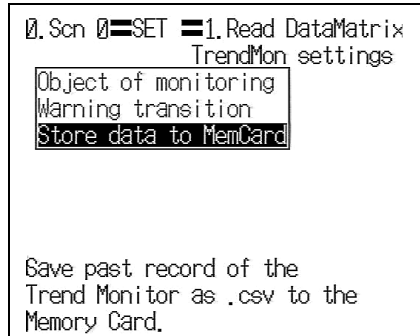 0.Scn 0=SET =1.Read DataMatrix
TrendMon settings
Object of monitoring
Warning transition
Store data to MemCard
Save past record of the
Trend Monitor as .csv to the
Memory Card.